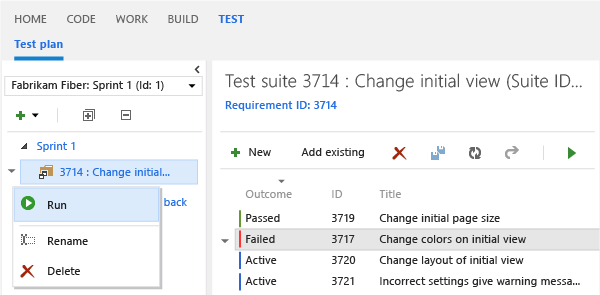 HOME CODE WORK BUILD TEST
Test plan
Fabrikam Fiber: Sprint 1 (Id: 1)
Sprint 1
3714 : Change initial...
back
Run
Rename
Delete
Test suite 3714 : Change initial view (Suite ID...
Requirement ID: 3714
New Add existing
Outcome ID Title
Passed 3719 Change initial page size
Failed 3717 Change colors on initial view
Active 3720 Change layout of initial view
Active 3721 Incorrect settings give warning messa...